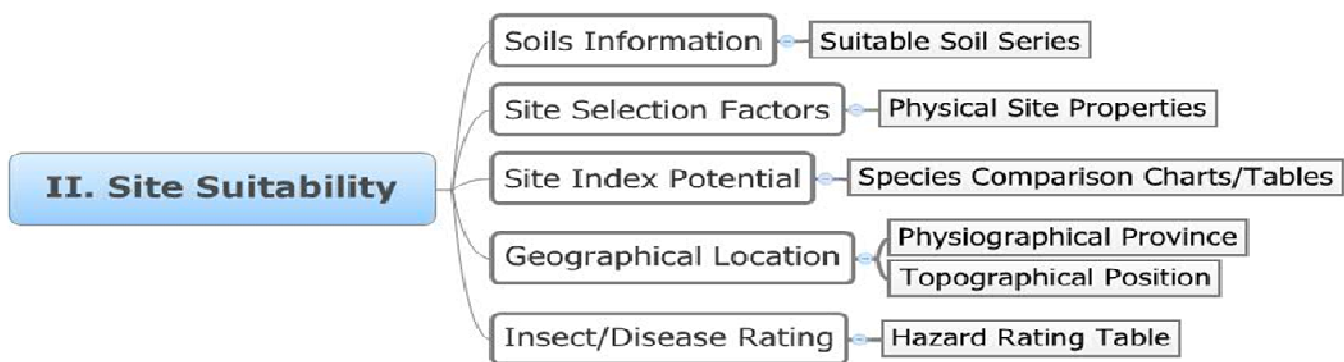 II. Site Suitability
Soils Information
Suitable Soil Series
Site Selection Factors
Physical Site Properties
Site Index Potential
Species Comparison Charts/Tables
Geographical Location
Physiographical Province
Topographical Position
Insect/Disease Rating
Hazard Rating Table